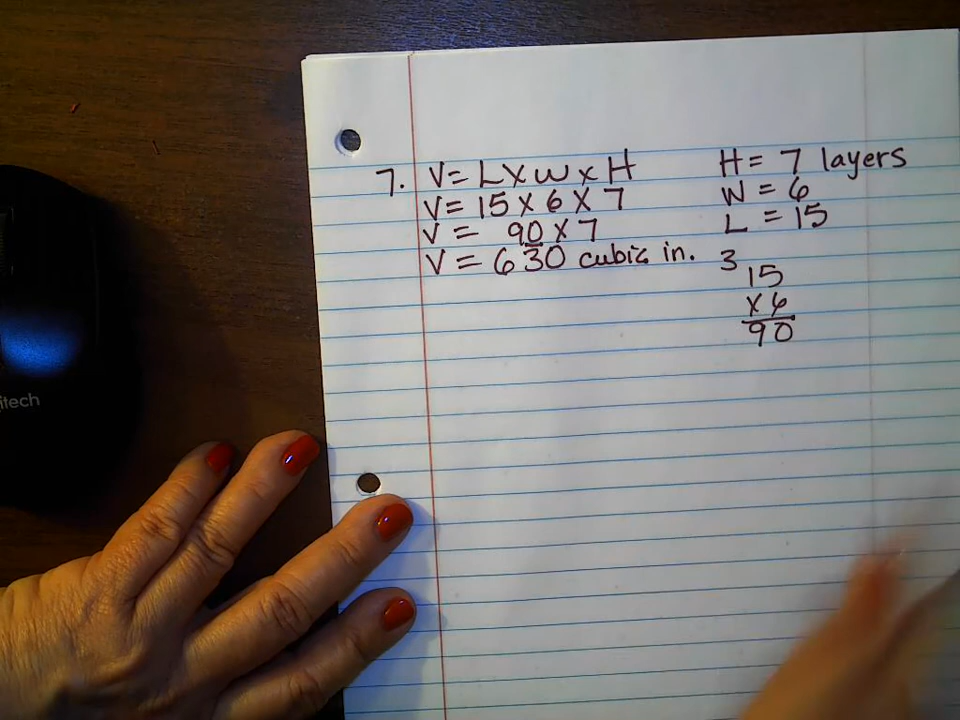 7. V = L x W x H
V = 15 x 6 x 7
V = 90 x 7
V = 630 cubic in.
H = 7 layers
W = 6
L = 15
3
15
x 6
90
itech